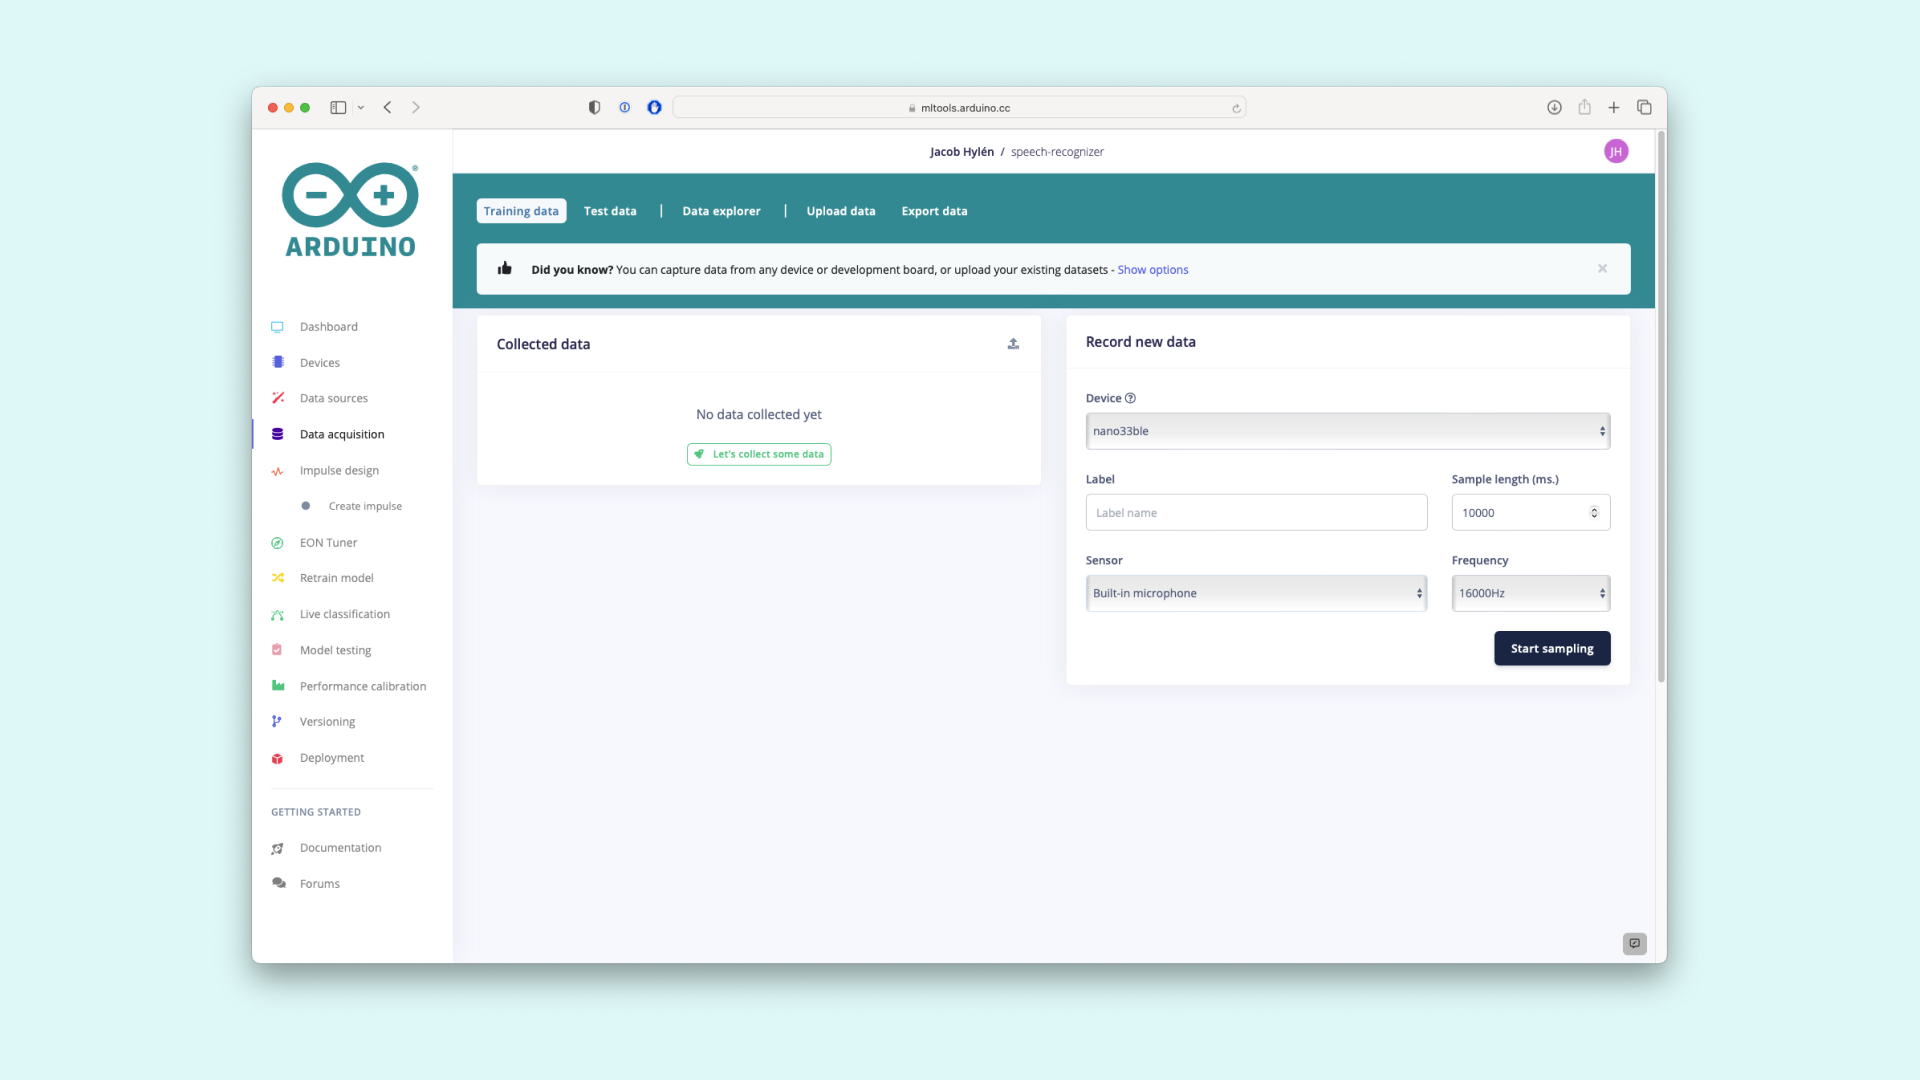 mltools.arduino.cc
Jacob Hylén / speech-recognizer
JH
ARDUINO
Training data
Test data
|
Data explorer
|
Upload data
Export data
Did you know? You can capture data from any device or development board, or upload your existing datasets - Show options
Dashboard
Devices
Data sources
Data acquisition
Impulse design
Create impulse
EON Tuner
Retrain model
Live classification
Model testing
Performance calibration
Versioning
Deployment
GETTING STARTED
Documentation
Forums
Collected data
No data collected yet
Let's collect some data
Record new data
Device
nano33ble
Label
Sample length (ms.)
Label name
10000
Sensor
Frequency
Built-in microphone
16000Hz
Start sampling